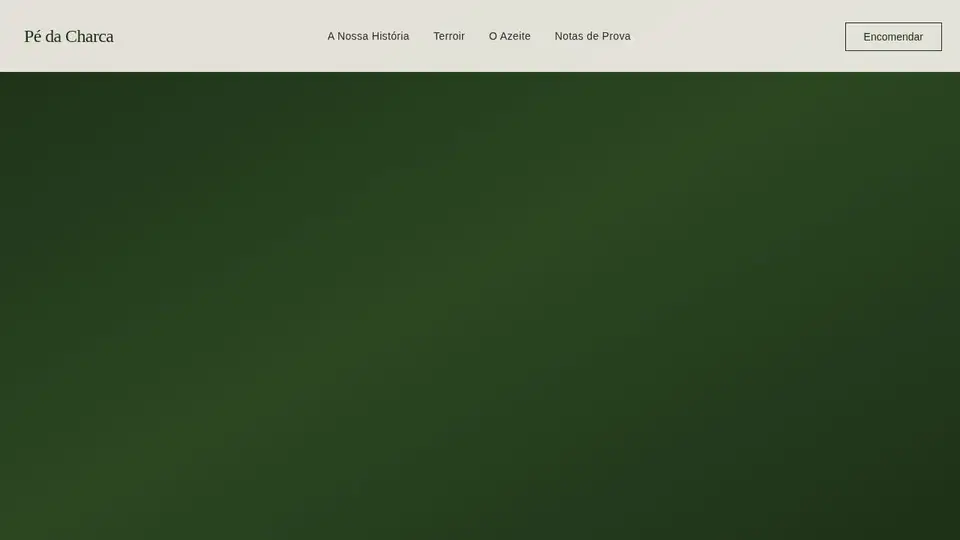 Pé da Charca
A Nossa História
Terroir
O Azeite
Notas de Prova
Encomendar